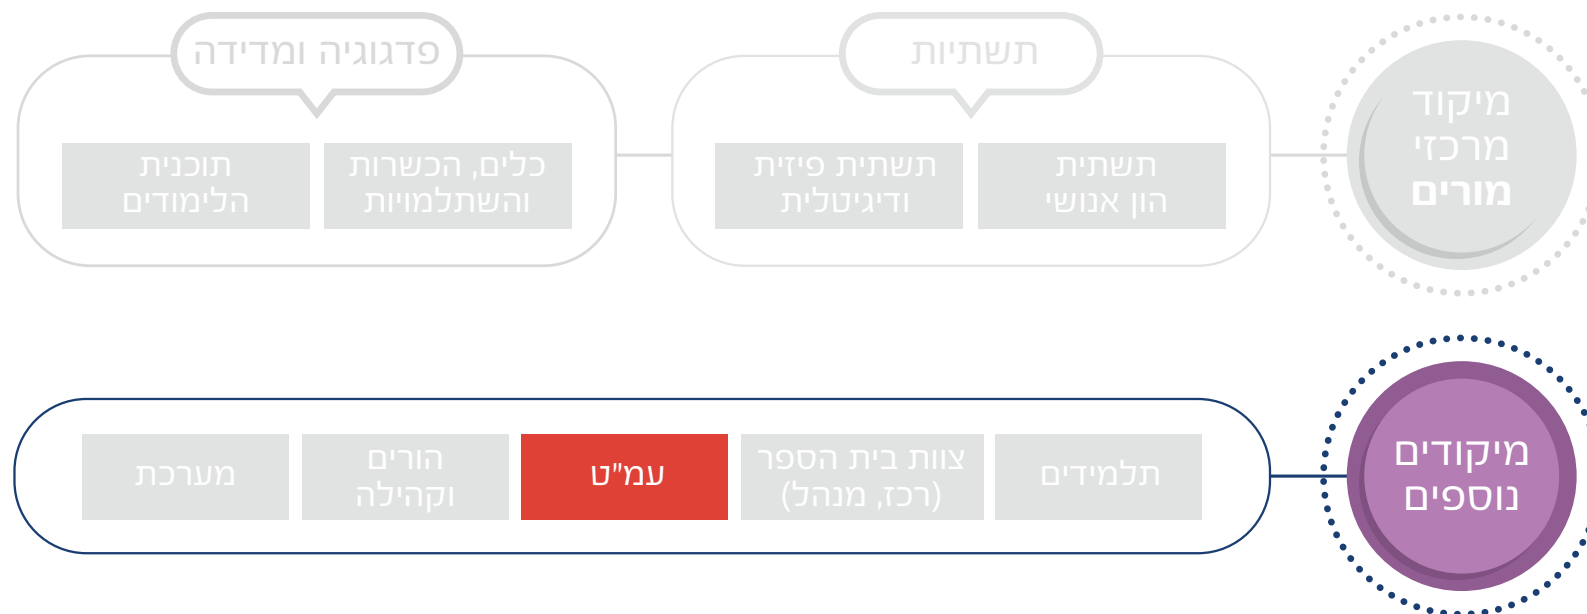 מיקוד
מרכזי
מורים
תשתיות
תשתית
הון אנושי
תשתית פיזית
ודיגיטלית
פדגוגיה ומדידה
כלים, הכשרות
והשתלמויות
תוכנית
הלימודים
מיקודים
נוספים
תלמידים
צוות בית הספר
(רכז, מנהל)
עמ"ט
הורים
וקהילה
מערכת